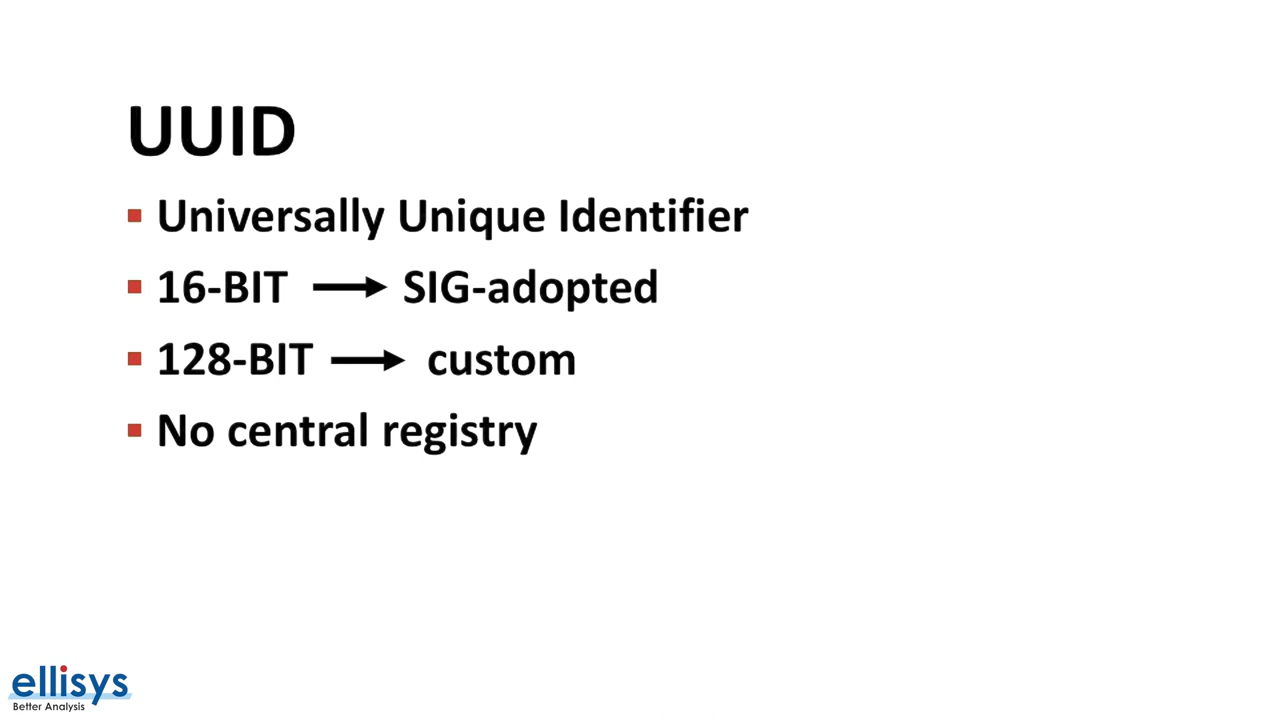 UUID
Universally Unique Identifier
16-BIT → SIG-adopted
128-BIT → custom
No central registry
ellisys
Better Analysis